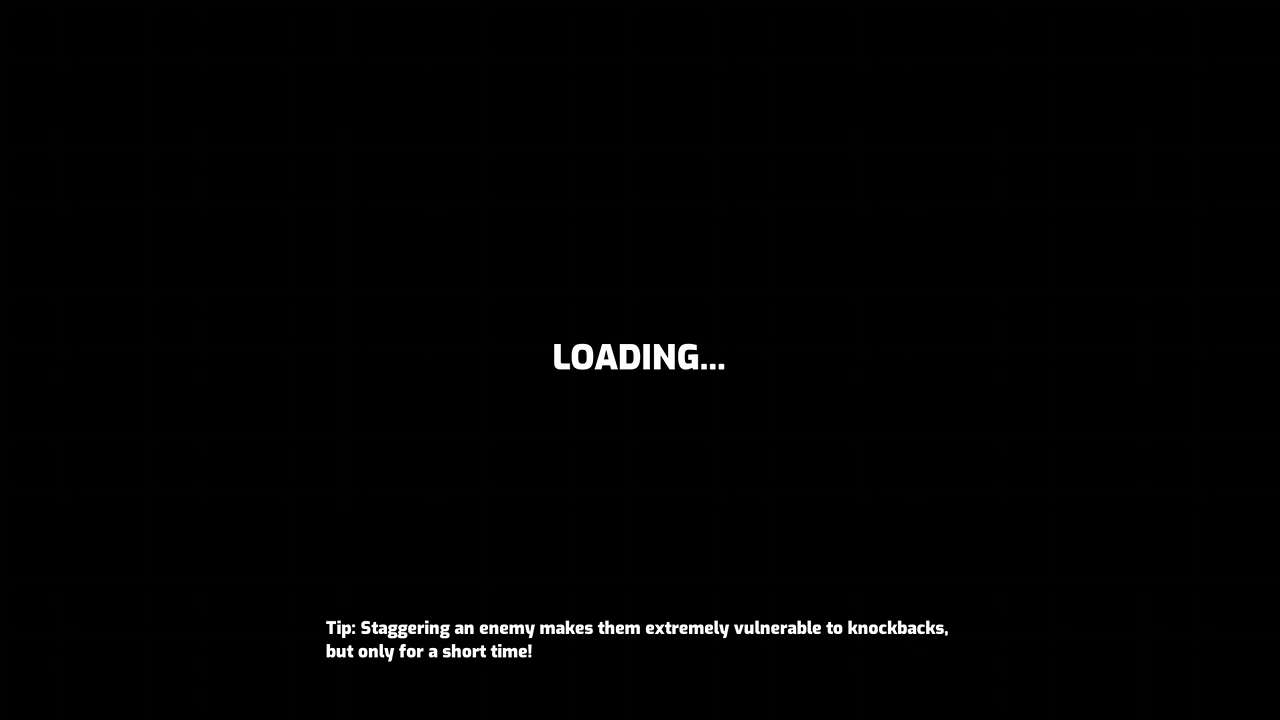 LOADING...
Tip: Staggering an enemy makes them extremely vulnerable to knockbacks,
but only for a short time!